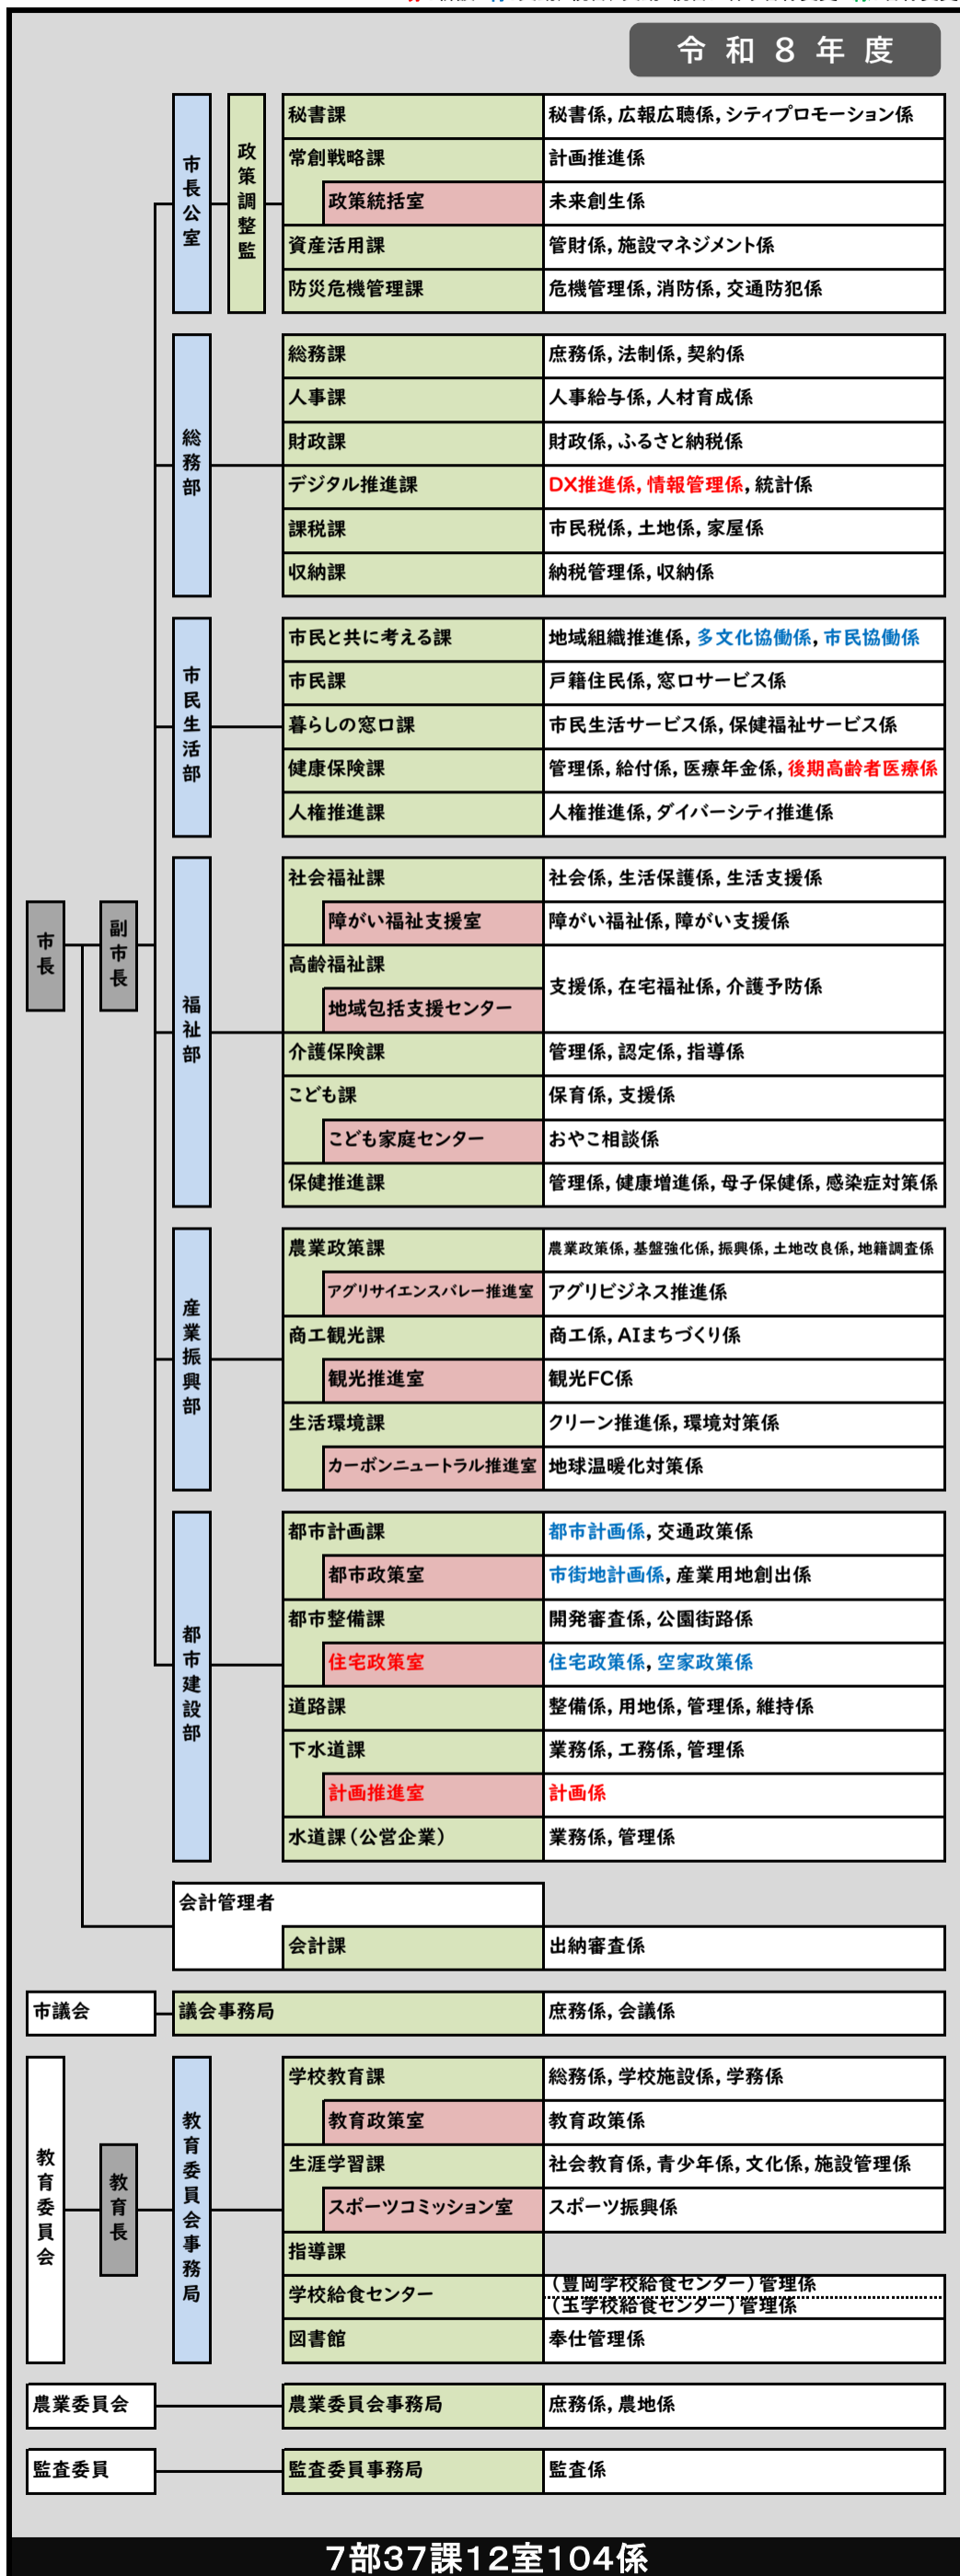 令和8年度
市長公室
政策調整監
秘書課 秘書係, 広報広聴係, シティプロモーション係
常創戦略課 計画推進係
政策統括室 未来創生係
資産活用課 管財係, 施設マネジメント係
防災危機管理課 危機管理係, 消防係, 交通防犯係
総務部
総務課 庶務係, 法制係, 契約係
人事課 人事給与係, 人材育成係
財政課 財政係, ふるさと納税係
デジタル推進課 DX推進係, 情報管理係, 統計係
課税課 市民税係, 土地係, 家屋係
収納課 納税管理係, 収納係
市民生活部
市民と共に考える課 地域組織推進係, 多文化協働係, 市民協働係
市民課 戸籍住民係, 窓口サービス係
暮らしの窓口課 市民生活サービス係, 保健福祉サービス係
健康保険課 管理係, 給付係, 医療年金係, 後期高齢者医療係
人権推進課 人権推進係, ダイバーシティ推進係
市長
副市長
福祉部
社会福祉課 社会係, 生活保護係, 生活支援係
障がい福祉支援室 障がい福祉係, 障がい支援係
高齢福祉課
地域包括支援センター
支援係, 在宅福祉係, 介護予防係
介護保険課 管理係, 認定係, 指導係
こども課 保育係, 支援係
こども家庭センター おやこ相談係
保健推進課 管理係, 健康増進係, 母子保健係, 感染症対策係
産業振興部
農業政策課 農業政策係, 基盤強化係, 振興係, 土地改良係, 地籍調査係
アグリサイエンスバレー推進室 アグリビジネス推進係
商工観光課 商工係, AIまちづくり係
観光推進室 観光FC係
生活環境課 クリーン推進係, 環境対策係
カーボンニュートラル推進室 地球温暖化対策係
都市建設部
都市計画課 都市計画係, 交通政策係
都市政策室 市街地計画係, 産業用地創出係
都市整備課 開発審査係, 公園街路係
住宅政策室 住宅政策係, 空家政策係
道路課 整備係, 用地係, 管理係, 維持係
下水道課 業務係, 工務係, 管理係
計画推進室 計画係
水道課(公営企業) 業務係, 管理係
会計管理者
会計課 出納審査係
市議会 議会事務局 庶務係, 会議係
教育委員会
教育長
教育委員会事務局
学校教育課 総務係, 学校施設係, 学務係
教育政策室 教育政策係
生涯学習課 社会教育係, 青少年係, 文化係, 施設管理係
スポーツコミッション室 スポーツ振興係
指導課
学校給食センター
(豊岡学校給食センター)管理係
(玉学校給食センター)管理係
図書館 奉仕管理係
農業委員会 農業委員会事務局 庶務係, 農地係
監査委員 監査委員事務局 監査係
7部37課12室104係